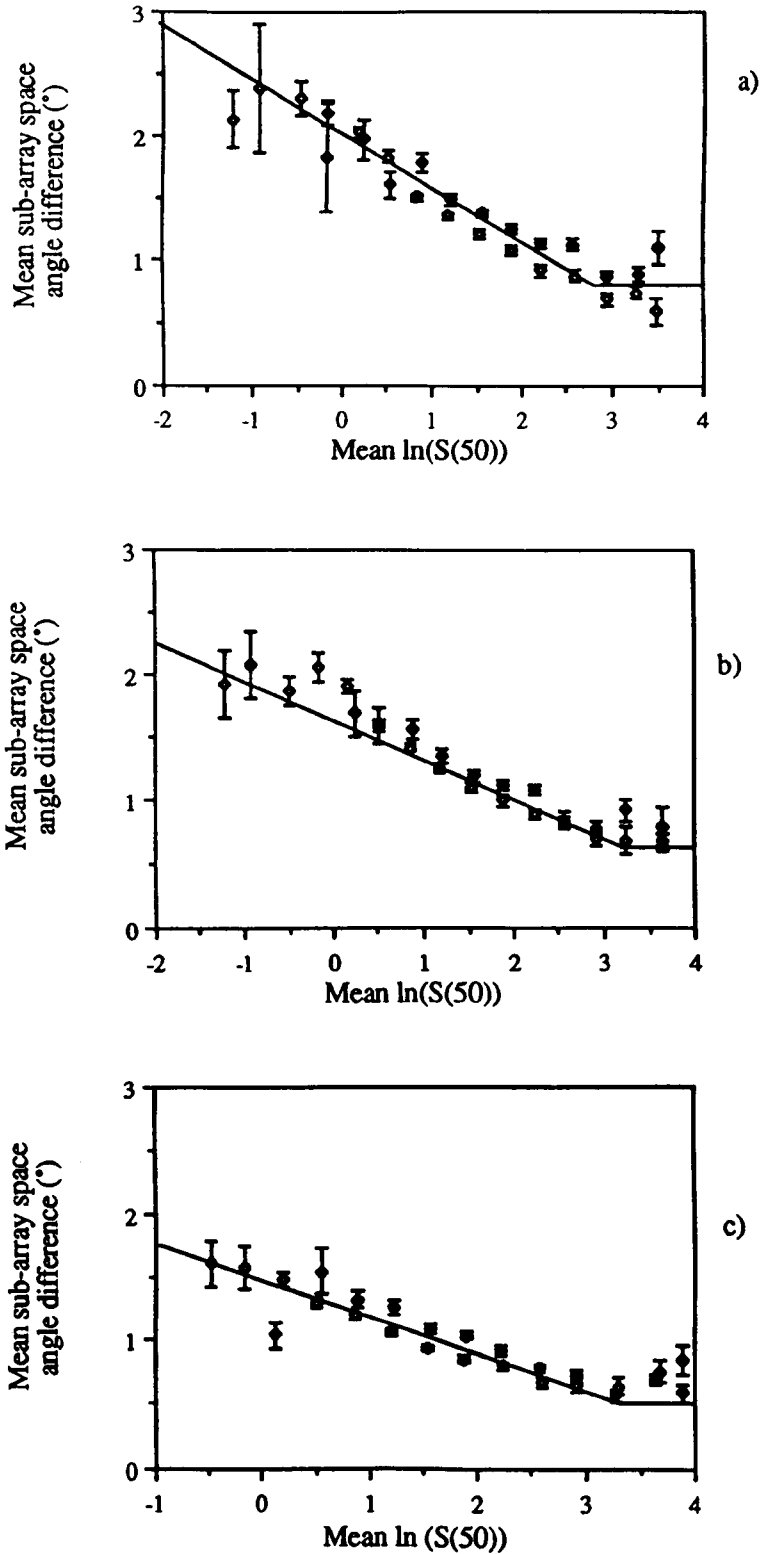 3
2
1
0
-2 -1 0 1 2 3 4
Mean sub-array space
angle difference (°)
Mean ln(S(50))
a)
3
2
1
0
-2 -1 0 1 2 3 4
Mean sub-array space
angle difference (°)
Mean ln(S(50))
b)
3
2
1
0
-1 0 1 2 3 4
Mean sub-array space
angle difference (°)
Mean ln (S(50))
c)